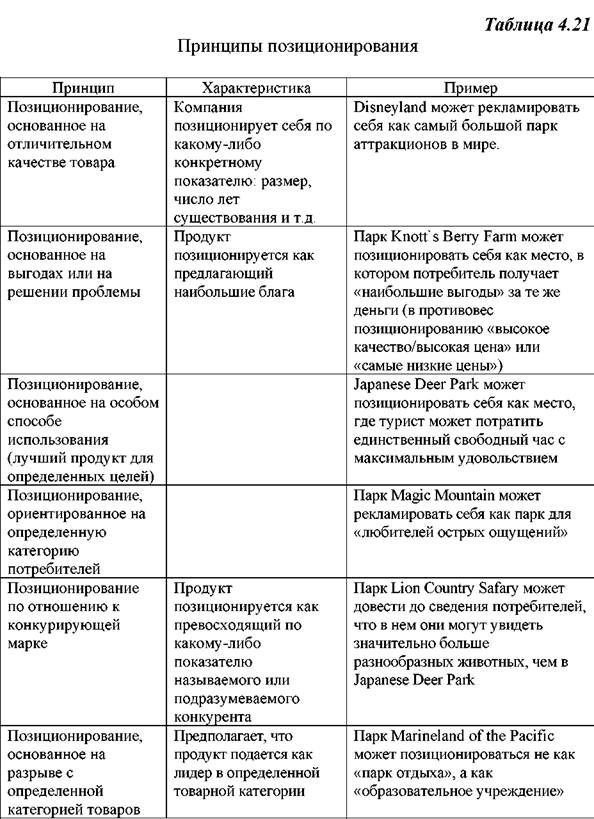 Таблица 4.21
Принципы позиционирования
Принцип
Характеристика
Пример
Позиционирование,
основанное на
отличительном
качестве товара
Компания
позиционирует себя по
какому-либо
конкретному
показателю: размер,
число лет
существования и т.д.
Disneyland может рекламировать
себя как самый большой парк
аттракционов в мире.
Позиционирование,
основанное на
выгодах или на
решении проблемы
Продукт
позиционируется как
предлагающий
наибольшие блага
Парк Knott`s Berry Farm может
позиционировать себя как место, в
котором потребитель получает
«наибольшие выгоды» за те же
деньги (в противовес
позиционированию «высокое
качество/высокая цена» или
«самые низкие цены»)
Позиционирование,
основанное на особом
способе
использования
(лучший продукт для
определенных целей)
Japanese Deer Park может
позиционировать себя как место,
где турист может потратить
единственный свободный час с
максимальным удовольствием
Позиционирование,
ориентированное на
определенную
категорию
потребителей
Парк Magic Mountain может
рекламировать себя как парк для
«любителей острых ощущений»
Позиционирование
по отношению к
конкурирующей
марке
Продукт
позиционируется как
превосходящий по
какому-либо
показателю
называемого или
подразумеваемого
конкурента
Парк Lion Country Safary может
довести до сведения потребителей,
что в нем они могут увидеть
значительно больше
разнообразных животных, чем в
Japanese Deer Park
Позиционирование,
основанное на
разрыве с
определенной
категорией товаров
Предполагает, что
продукт подается как
лидер в определенной
товарной категории
Парк Marineland of the Pacific
может позиционироваться не как
«парк отдыха», а как
«образовательное учреждение»